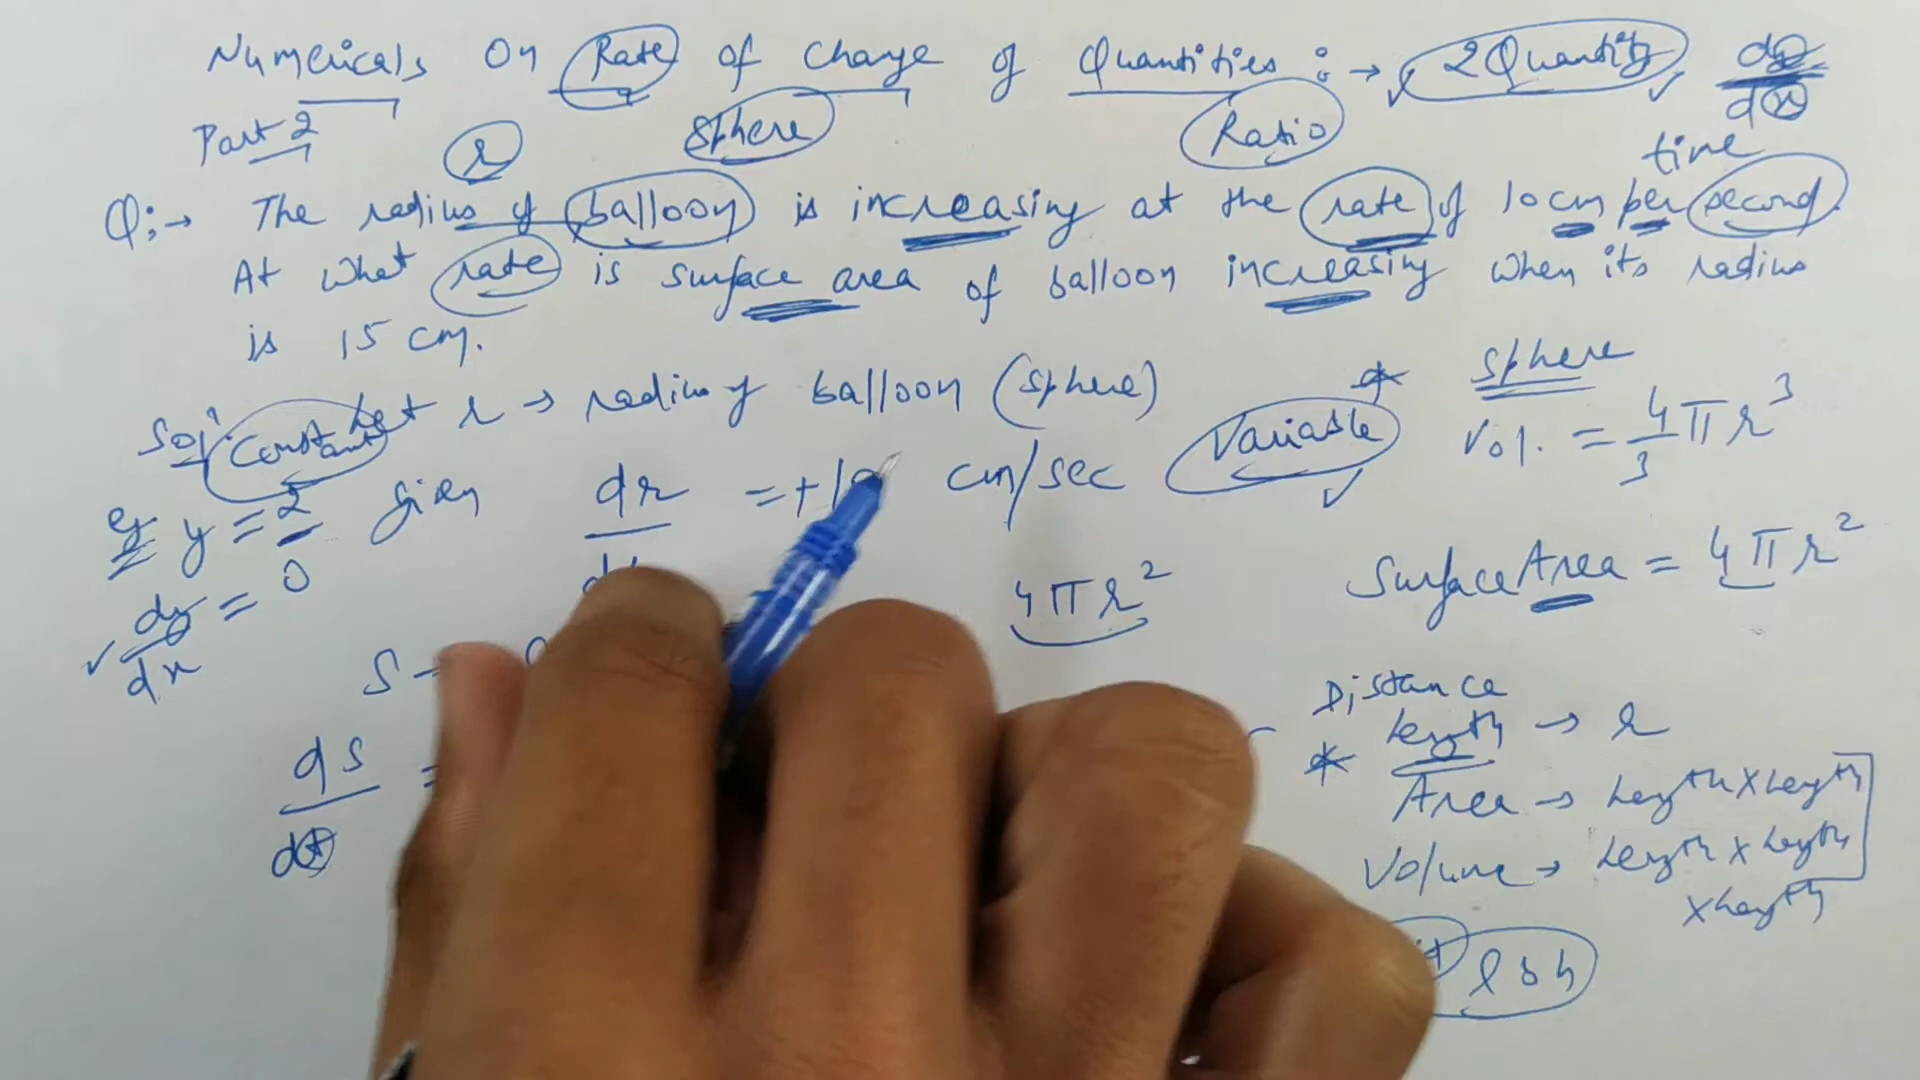 Numericals On Rate of Change of Quantities : → 2 Quantity dy/dx
Part 2 r Sphere Ratio time
Q:→ The radius of balloon is increasing at the rate of 10 cm per second.
At what rate is surface area of balloon increasing when its radius
is 15 cm.
Sol: Let r → radius of balloon (sphere)
Constant
eg y = 2
dy/dx = 0
given dr = +10 cm/sec
Variable
4πr²
S
ds/dt =
* Sphere
Vol. = 4/3 πr³
Surface Area = 4πr²
Distance
* Length → r
Area → Length x Length
Volume → Length x Length
x Length
l b h